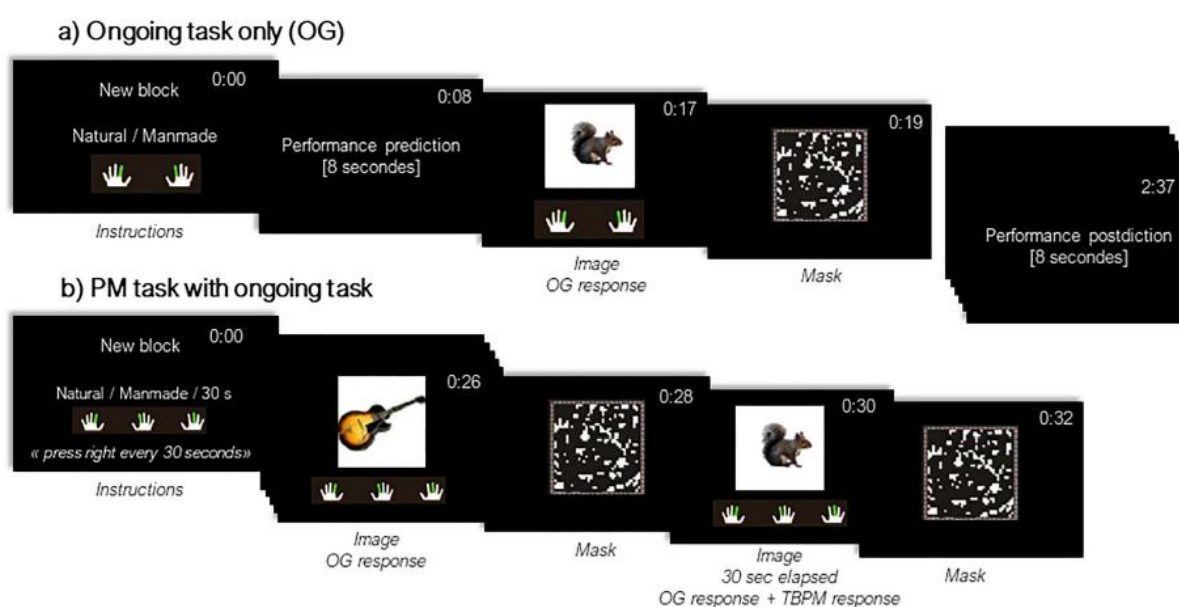 a) Ongoing task only (OG)
0:00
New block
Natural / Manmade
Instructions
0:08
Performance prediction
[8 secondes]
0:17
Image
OG response
0:19
Mask
2:37
Performance postdiction
[8 secondes]
b) PM task with ongoing task
0:00
New block
Natural / Manmade / 30 s
« press right every 30 seconds»
Instructions
0:26
Image
OG response
0:28
Mask
0:30
Image
30 sec elapsed
OG response + TBPM response
0:32
Mask